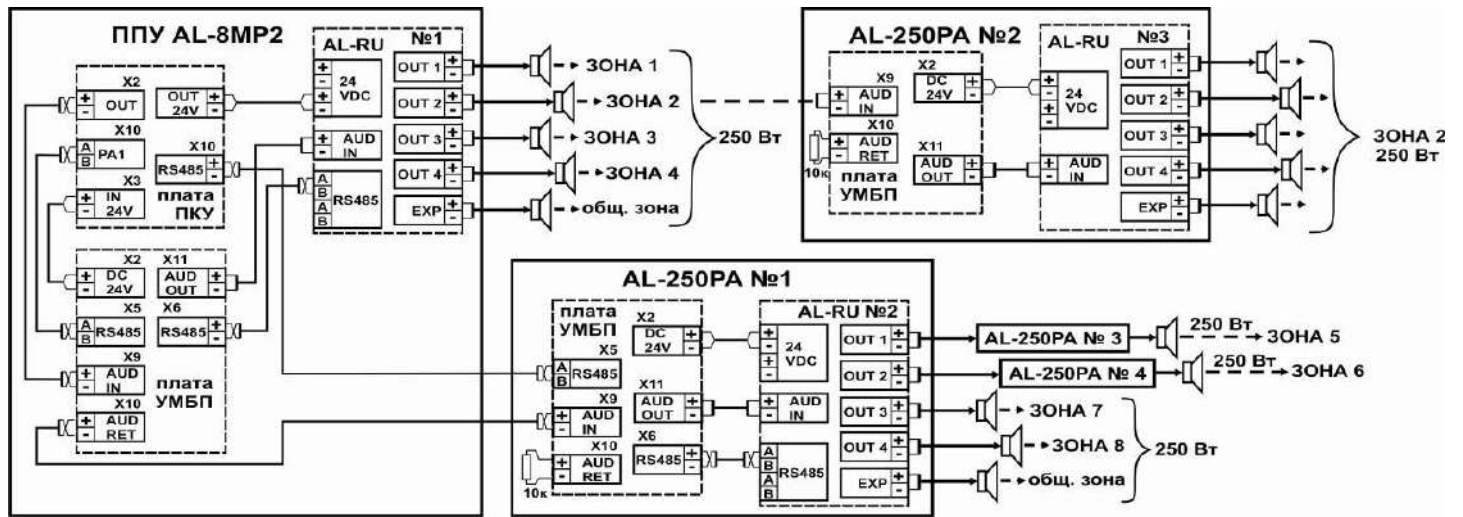 ППУ AL-8MP2
X2
+ OUT
-
OUT +
24V -
X10
A PA1
B
X10
RS485 +
-
X3
+ IN
- 24V
плата
ПКУ
X2
+ DC
- 24V
X11
AUD +
OUT -
X5
A RS485
B
X6
RS485 +
-
X9
+ AUD
- IN
плата
УМБП
X10
+ AUD
- RET
AL-RU №1
+
- 24
+ VDC
-
+ AUD
- IN
A
B RS485
A
B
OUT 1 +
-
OUT 2 +
-
OUT 3 +
-
OUT 4 +
-
EXP +
-
ЗОНА 1
ЗОНА 2
ЗОНА 3
ЗОНА 4
общ. зона
250 Вт
AL-250PA №2
X9
+ AUD
- IN
X2
DC +
24V -
X10
+ AUD
- RET
10к
X11
AUD +
OUT -
плата
УМБП
AL-RU №3
+
- 24
+ VDC
-
+ AUD
- IN
OUT 1 +
-
OUT 2 +
-
OUT 3 +
-
OUT 4 +
-
EXP +
-
ЗОНА 2
250 Вт
AL-250PA №1
плата
УМБП
X2
DC +
24V -
X5
A RS485
B
X9
+ AUD
- IN
X11
AUD +
OUT -
X10
+ AUD
- RET
10к
X6
RS485 +
-
AL-RU №2
+
- 24
+ VDC
-
+ AUD
- IN
A
B RS485
A
B
OUT 1 +
-
OUT 2 +
-
OUT 3 +
-
OUT 4 +
-
EXP +
-
AL-250PA № 3
250 Вт
ЗОНА 5
AL-250PA № 4
250 Вт
ЗОНА 6
ЗОНА 7
ЗОНА 8
общ. зона
250 Вт